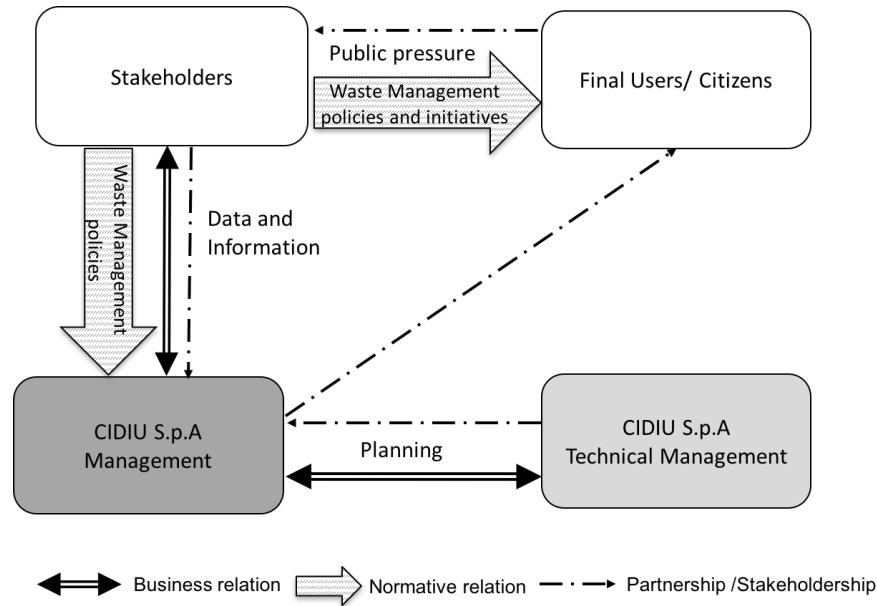 Public pressure
Stakeholders
Final Users/ Citizens
Waste Management
policies and initiatives
Waste Management
policies
Data and
Information
CIDIU S.p.A
Management
Planning
CIDIU S.p.A
Technical Management
Business relation
Normative relation
Partnership /Stakeholdership